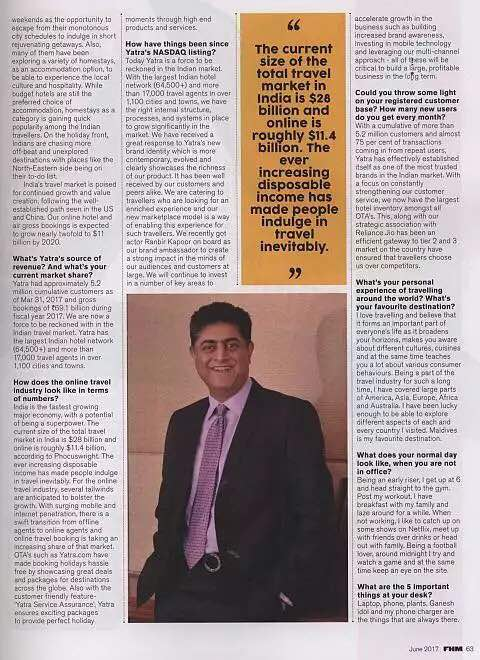 weekends as the opportunity to
escape from their monotonous
city schedules to indulge in short
rejuvenating getaways. Also,
many of them have been
exploring a variety of homestays,
as an accommodation option, to
be able to experience the local
culture and hospitality. While
budget hotels are still the
preferred choice in
accommodation, homestays as a
category is gaining quick
popularity among the Indian
travellers. On the holiday front,
indians are chasing more
off-beat and unexplored
destinations with places like the
North-Eastern side being on
their to-do list.
India's travel market is poised
for continued growth and value
creation, following the well-
established path seen in the US
and China. Our online hotel and
air gross bookings is expected
to grow nearly twofold to $11
billion by 2020.
What's Yatra's source of
revenue? And what's your
current market share?
Yatra had approximately 5.2
million cumulative customers as
of Mar 31, 2017 and gross
bookings of ₹69.1 billion during
fiscal year 2017. We are now a
force to be reckoned with in the
Indian travel market. Yatra has
the largest Indian hotel network
(64,500+) and more than
17,000 travel agents in over
1,100 cities and towns.
How does the online travel
industry look like in terms
of numbers?
India is the fastest growing
major economy, with a potential
of being a superpower. The
current size of the total travel
market in India is $28 billion and
online is roughly $11.4 billion,
according to Phocuswright. The
ever increasing disposable
income has made people indulge
in travel inevitably. For the online
travel industry, several tailwinds
are anticipated to bolster the
growth. With surging mobile and
internet penetration, there is a
swift transition from offline
agents to online agents and
online travel booking is taking an
increasing share of that market.
OTA's such as Yatra.com have
made booking holidays hassle
free by showcasing great deals
and packages for destinations
across the globe. Also with the
customer friendly feature-
'Yatra Service Assurance', Yatra
ensures exciting packages
to provide perfect holiday
moments through high end
products and services.
How have things been since
Yatra's NASDAQ listing?
Today Yatra is a force to be
reckoned in the Indian market.
With the largest Indian hotel
network (64,500+) and more
than 17,000 travel agents in over
1,100 cities and towns, we have
the right internal structure,
processes, and systems in place
to grow significantly in the
market. We have received a
great response to Yatra's new
brand identity which is more
contemporary, evolved and
clearly showcases the richness
of our product. It has been well
received by our customers and
peers alike. We are catering to
travellers who are looking for an
enriched experience and our
new marketplace model is a way
of enabling this experience for
such travellers. We recently got
actor Ranbir Kapoor on board as
our brand ambassador to create
a strong impact in the minds of
our audiences and customers at
large. We will continue to invest
in a number of key areas to
“
The current
size of the
total travel
market in
India is $28
billion and
online is
roughly $11.4
billion. The
ever
increasing
disposable
income has
made people
indulge in
travel
inevitably.
”
accelerate growth in the
business such as building
increased brand awareness,
investing in mobile technology
and leveraging our multi-channel
approach - all of these will be
critical to build a large, profitable
business in the long term.
Could you throw some light
on your registered customer
base? How many new users
do you get every month?
With a cumulative of more than
5.2 million customers and almost
75 per cent of transactions
coming in from repeat users,
Yatra has effectively established
itself as one of the most trusted
brands in the Indian market. With
a focus on constantly
strengthening our customer
service, we now have the largest
hotel inventory amongst all
OTA's. This, along with our
strategic association with
Reliance Jio has been an
efficient gateway to tier 2 and 3
market on the country have
ensured that travellers choose
us over competitors.
What's your personal
experience of travelling
around the world? What's
your favourite destination?
I love travelling and believe that
it forms an important part of
everyone's life as it broadens
your horizons, makes you aware
about different cultures, cuisines
and at the same time teaches
you a lot about various consumer
behaviours. Being a part of the
travel industry for such a long
time, I have covered large parts
of America, Asia, Europe, Africa
and Australia. I have been lucky
enough to be able to explore
different aspects of each and
every country I visited. Maldives
is my favourite destination.
What does your normal day
look like, when you are not
in office?
Being an early riser, I get up at 6
and head straight to the gym.
Post my workout, I have
breakfast with my family and
laze around for a while. When
not working, I like to catch up on
some shows on Netflix, meet up
with friends over drinks or head
out with family. Being a football
lover, around midnight I try and
watch a game and at the same
time keep an eye on the site.
What are the 5 important
things at your desk?
Laptop, phone, plants, Ganesh
idol and my phone charger are
the things that are always there.
June 2017 FHM 63